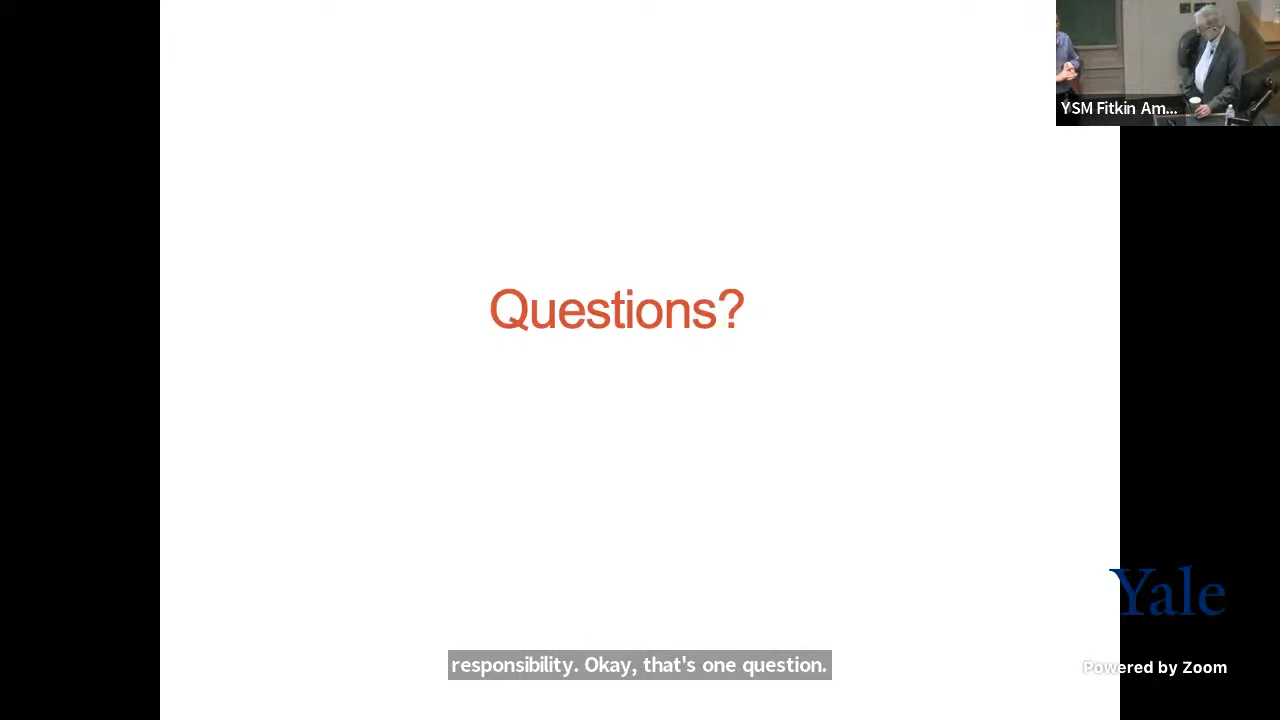 YSM Fitkin Am...
Questions?
Yale
responsibility. Okay, that's one question.
Powered by Zoom